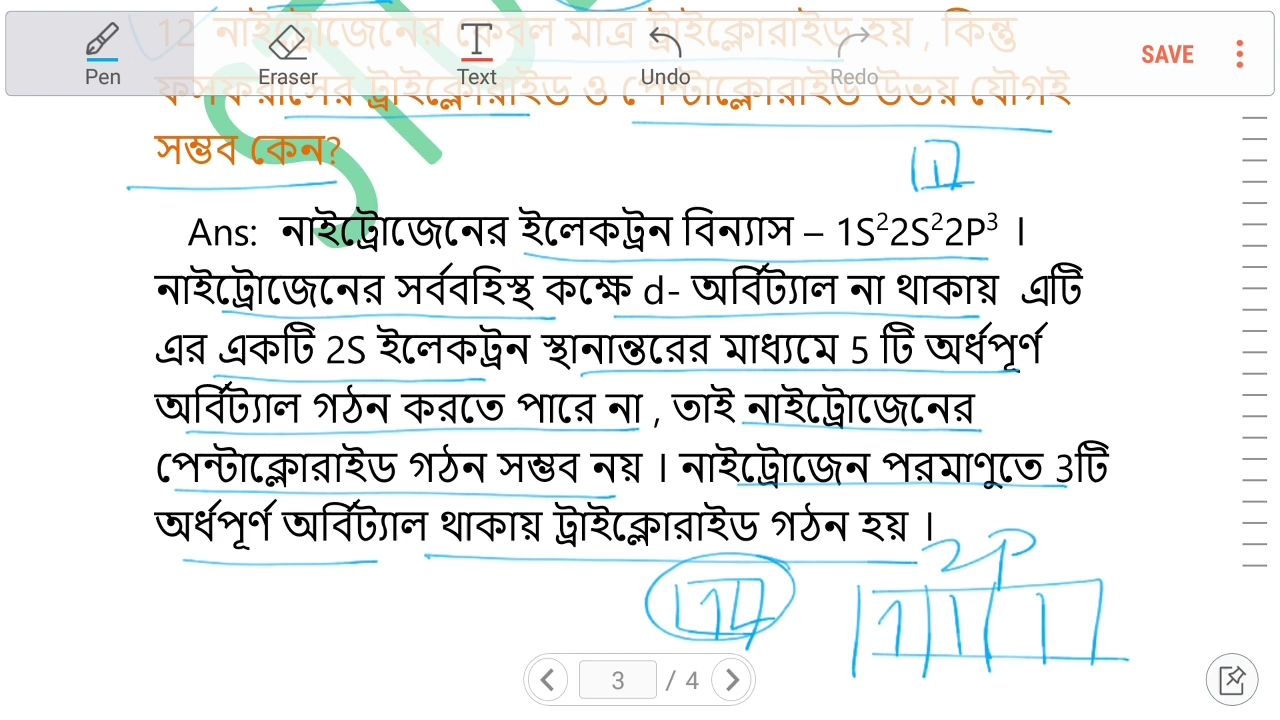 12 নাইট্রোজেনের কেবল মাত্র ট্রাইক্লোরাইড হয় , কিন্তু
Pen Eraser Text Undo Redo SAVE
ফসফরাসের ট্রাইক্লোরাইড ও পেন্টাক্লোরাইড উভয় যৌগই
সম্ভব কেন?
Ans: নাইট্রোজেনের ইলেকট্রন বিন্যাস – 1S²2S²2P³ ।
নাইট্রোজেনের সর্ববহিস্থ কক্ষে d- অর্বিট্যাল না থাকায় এটি
এর একটি 2S ইলেকট্রন স্থানান্তরের মাধ্যমে 5 টি অর্ধপূর্ণ
অর্বিট্যাল গঠন করতে পারে না , তাই নাইট্রোজেনের
পেন্টাক্লোরাইড গঠন সম্ভব নয় । নাইট্রোজেন পরমাণুতে 3টি
অর্ধপূর্ণ অর্বিট্যাল থাকায় ট্রাইক্লোরাইড গঠন হয় ।
2P
3 / 4